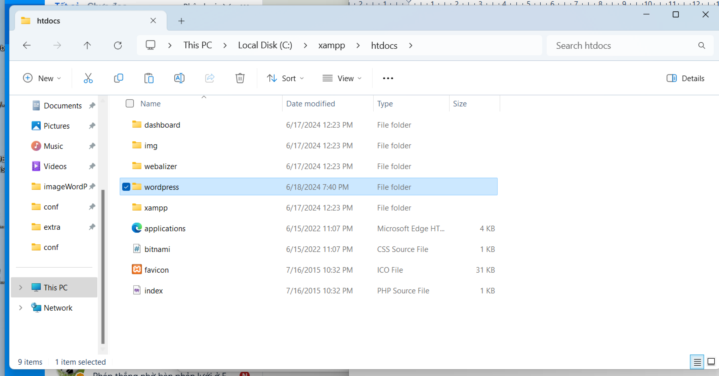 htdocs
This PC > Local Disk (C:) > xampp > htdocs
Search htdocs
New
Sort
View
Details
Name Date modified Type Size
Documents
Pictures
Music
Videos
imageWordP
conf
extra
conf
This PC
Network
dashboard 6/17/2024 12:23 PM File folder
img 6/17/2024 12:23 PM File folder
webalizer 6/17/2024 12:23 PM File folder
wordpress 6/18/2024 7:40 PM File folder
xampp 6/17/2024 12:23 PM File folder
applications 6/15/2022 11:07 PM Microsoft Edge HT... 4 KB
bitnami 6/15/2022 11:07 PM CSS Source File 1 KB
favicon 7/16/2015 10:32 PM ICO File 31 KB
index 7/16/2015 10:32 PM PHP Source File 1 KB
9 items 1 item selected